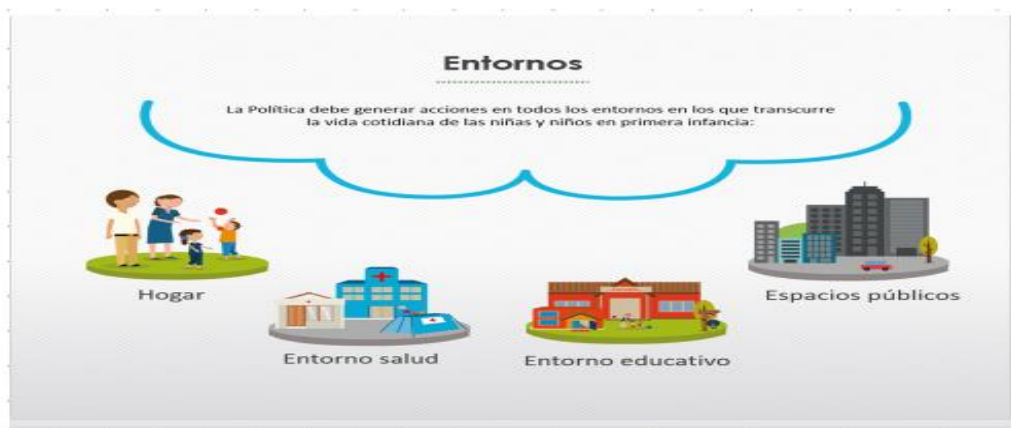 Entornos
La Política debe generar acciones en todos los entornos en los que transcurre
la vida cotidiana de las niñas y niños en primera infancia:
Hogar
Entorno salud
Entorno educativo
Espacios públicos